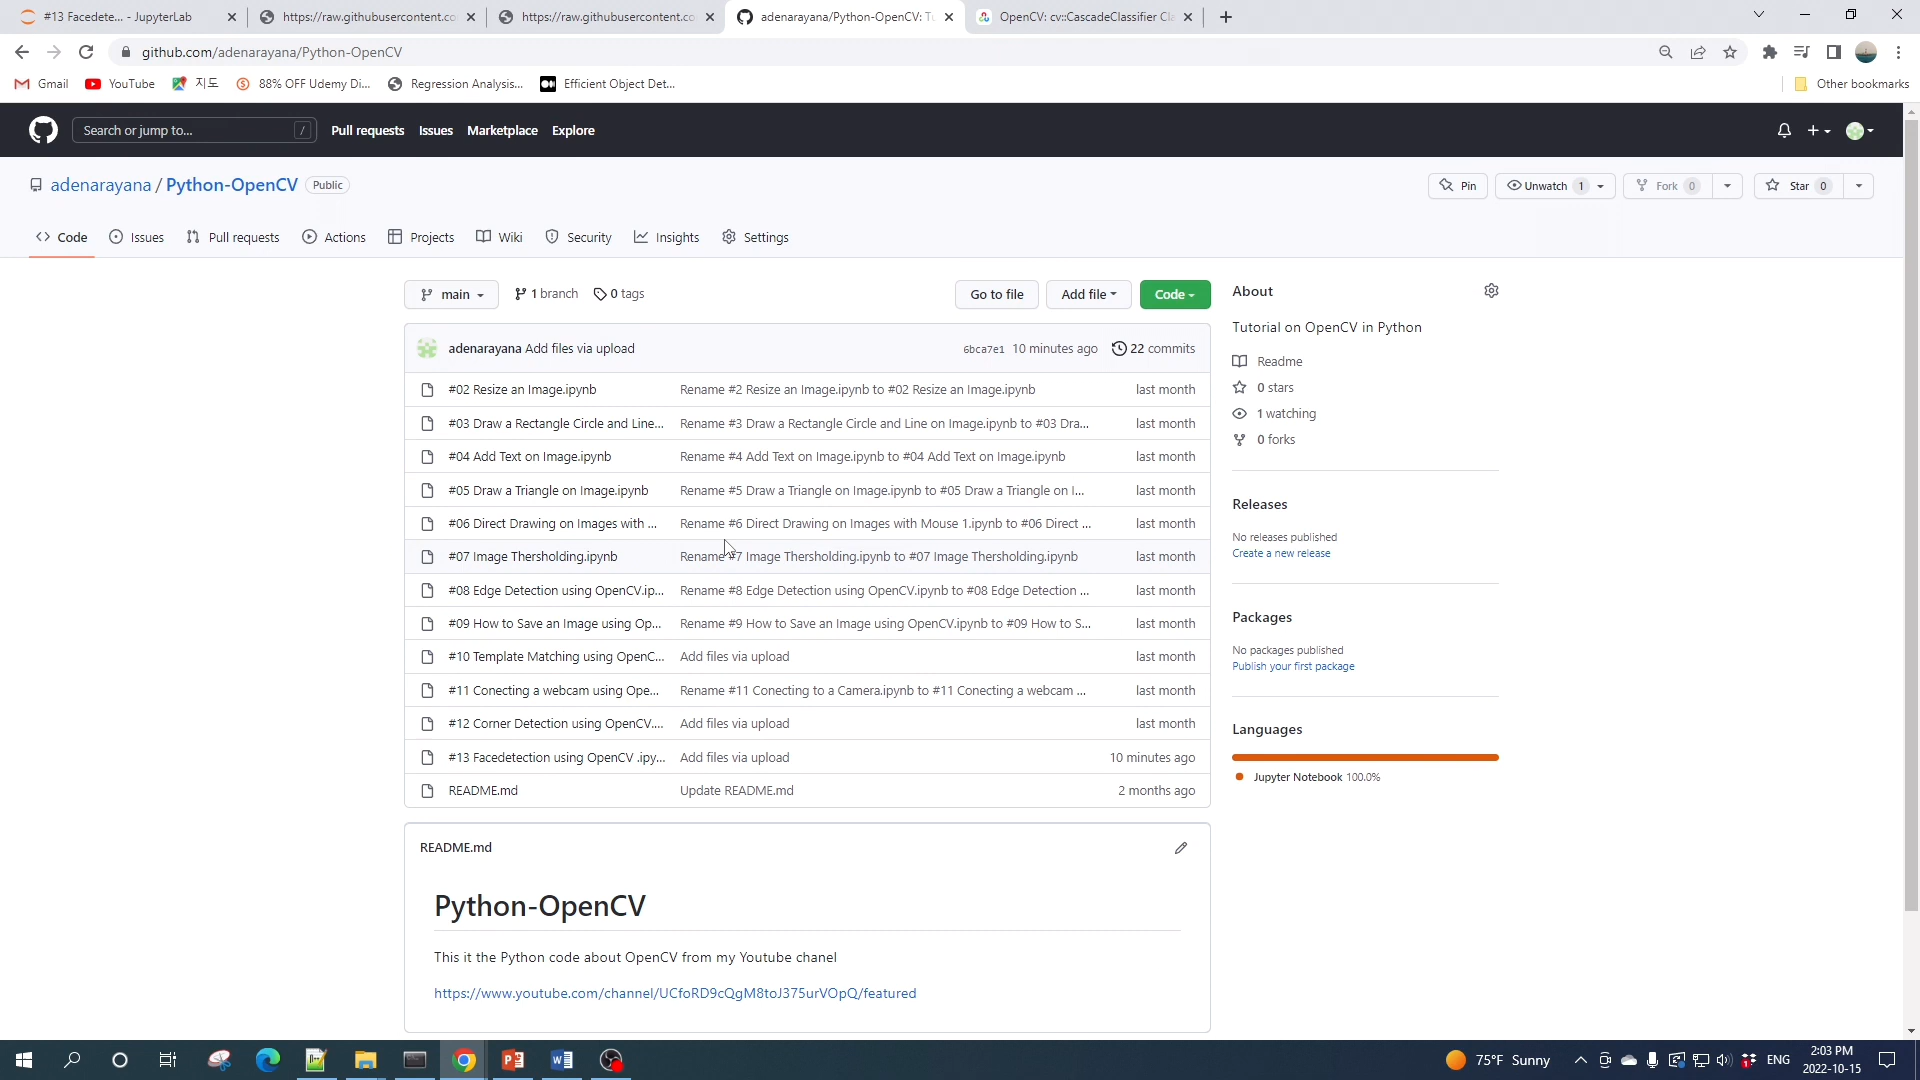 #13 Facedete... - JupyterLab
https://raw.githubusercontent.co
https://raw.githubusercontent.co
adenarayana/Python-OpenCV: Tu
OpenCV: cv::CascadeClassifier Cla
github.com/adenarayana/Python-OpenCV
Gmail
YouTube
지도
88% OFF Udemy Di...
Regression Analysis...
Efficient Object Det...
Other bookmarks
Search or jump to... /
Pull requests
Issues
Marketplace
Explore
adenarayana / Python-OpenCV Public
Pin
Unwatch 1
Fork 0
Star 0
Code
Issues
Pull requests
Actions
Projects
Wiki
Security
Insights
Settings
main
1 branch
0 tags
Go to file
Add file
Code
adenarayana Add files via upload 6bca7e1 10 minutes ago 22 commits
#02 Resize an Image.ipynb Rename #2 Resize an Image.ipynb to #02 Resize an Image.ipynb last month
#03 Draw a Rectangle Circle and Line... Rename #3 Draw a Rectangle Circle and Line on Image.ipynb to #03 Dra... last month
#04 Add Text on Image.ipynb Rename #4 Add Text on Image.ipynb to #04 Add Text on Image.ipynb last month
#05 Draw a Triangle on Image.ipynb Rename #5 Draw a Triangle on Image.ipynb to #05 Draw a Triangle on I... last month
#06 Direct Drawing on Images with ... Rename #6 Direct Drawing on Images with Mouse 1.ipynb to #06 Direct ... last month
#07 Image Thersholding.ipynb Rename #7 Image Thersholding.ipynb to #07 Image Thersholding.ipynb last month
#08 Edge Detection using OpenCV.ip... Rename #8 Edge Detection using OpenCV.ipynb to #08 Edge Detection ... last month
#09 How to Save an Image using Op... Rename #9 How to Save an Image using OpenCV.ipynb to #09 How to S... last month
#10 Template Matching using OpenC... Add files via upload last month
#11 Conecting a webcam using Ope... Rename #11 Conecting to a Camera.ipynb to #11 Conecting a webcam ... last month
#12 Corner Detection using OpenCV.... Add files via upload last month
#13 Facedetection using OpenCV .ipy... Add files via upload 10 minutes ago
README.md Update README.md 2 months ago
README.md
Python-OpenCV
This it the Python code about OpenCV from my Youtube chanel
https://www.youtube.com/channel/UCfoRD9cQgM8toJ375urVOpQ/featured
About
Tutorial on OpenCV in Python
Readme
0 stars
1 watching
0 forks
Releases
No releases published
Create a new release
Packages
No packages published
Publish your first package
Languages
Jupyter Notebook 100.0%
75°F Sunny
ENG
2:03 PM
2022-10-15